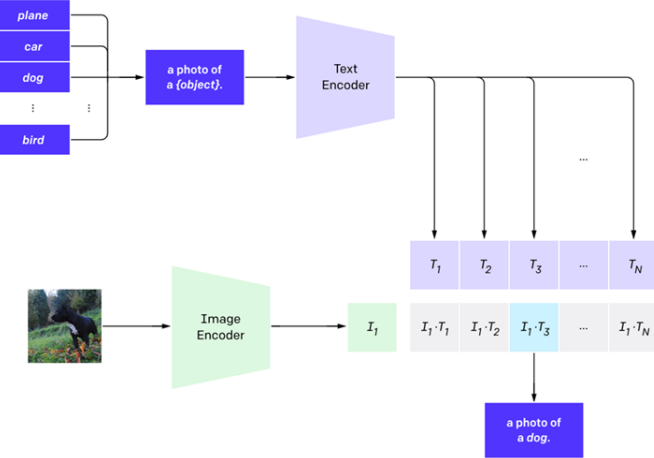 plane
car
dog
⋮ ⋮
bird
a photo of
a {object}.
Text
Encoder
...
T1 T2 T3 ... TN
Image
Encoder
I1
I1·T1 I1·T2 I1·T3 ... I1·TN
a photo of
a dog.